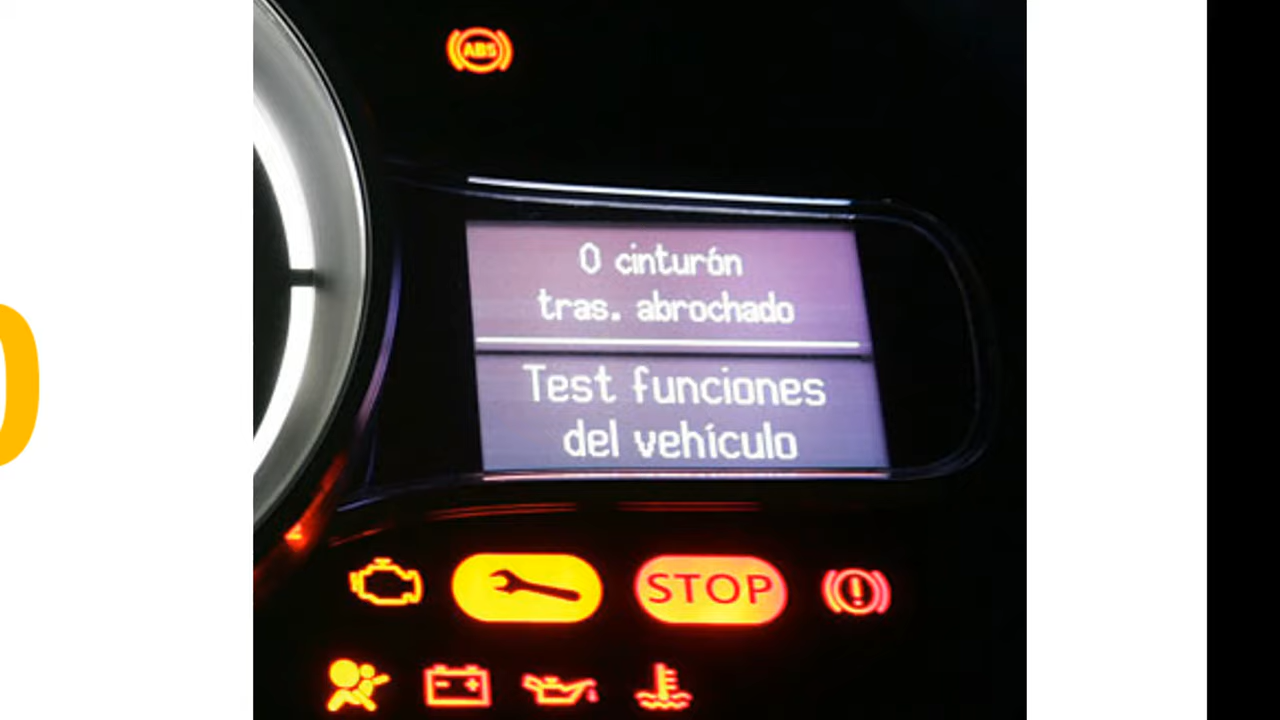 ABS
0 cinturón
tras. abrochado
Test funciones
del vehículo
STOP